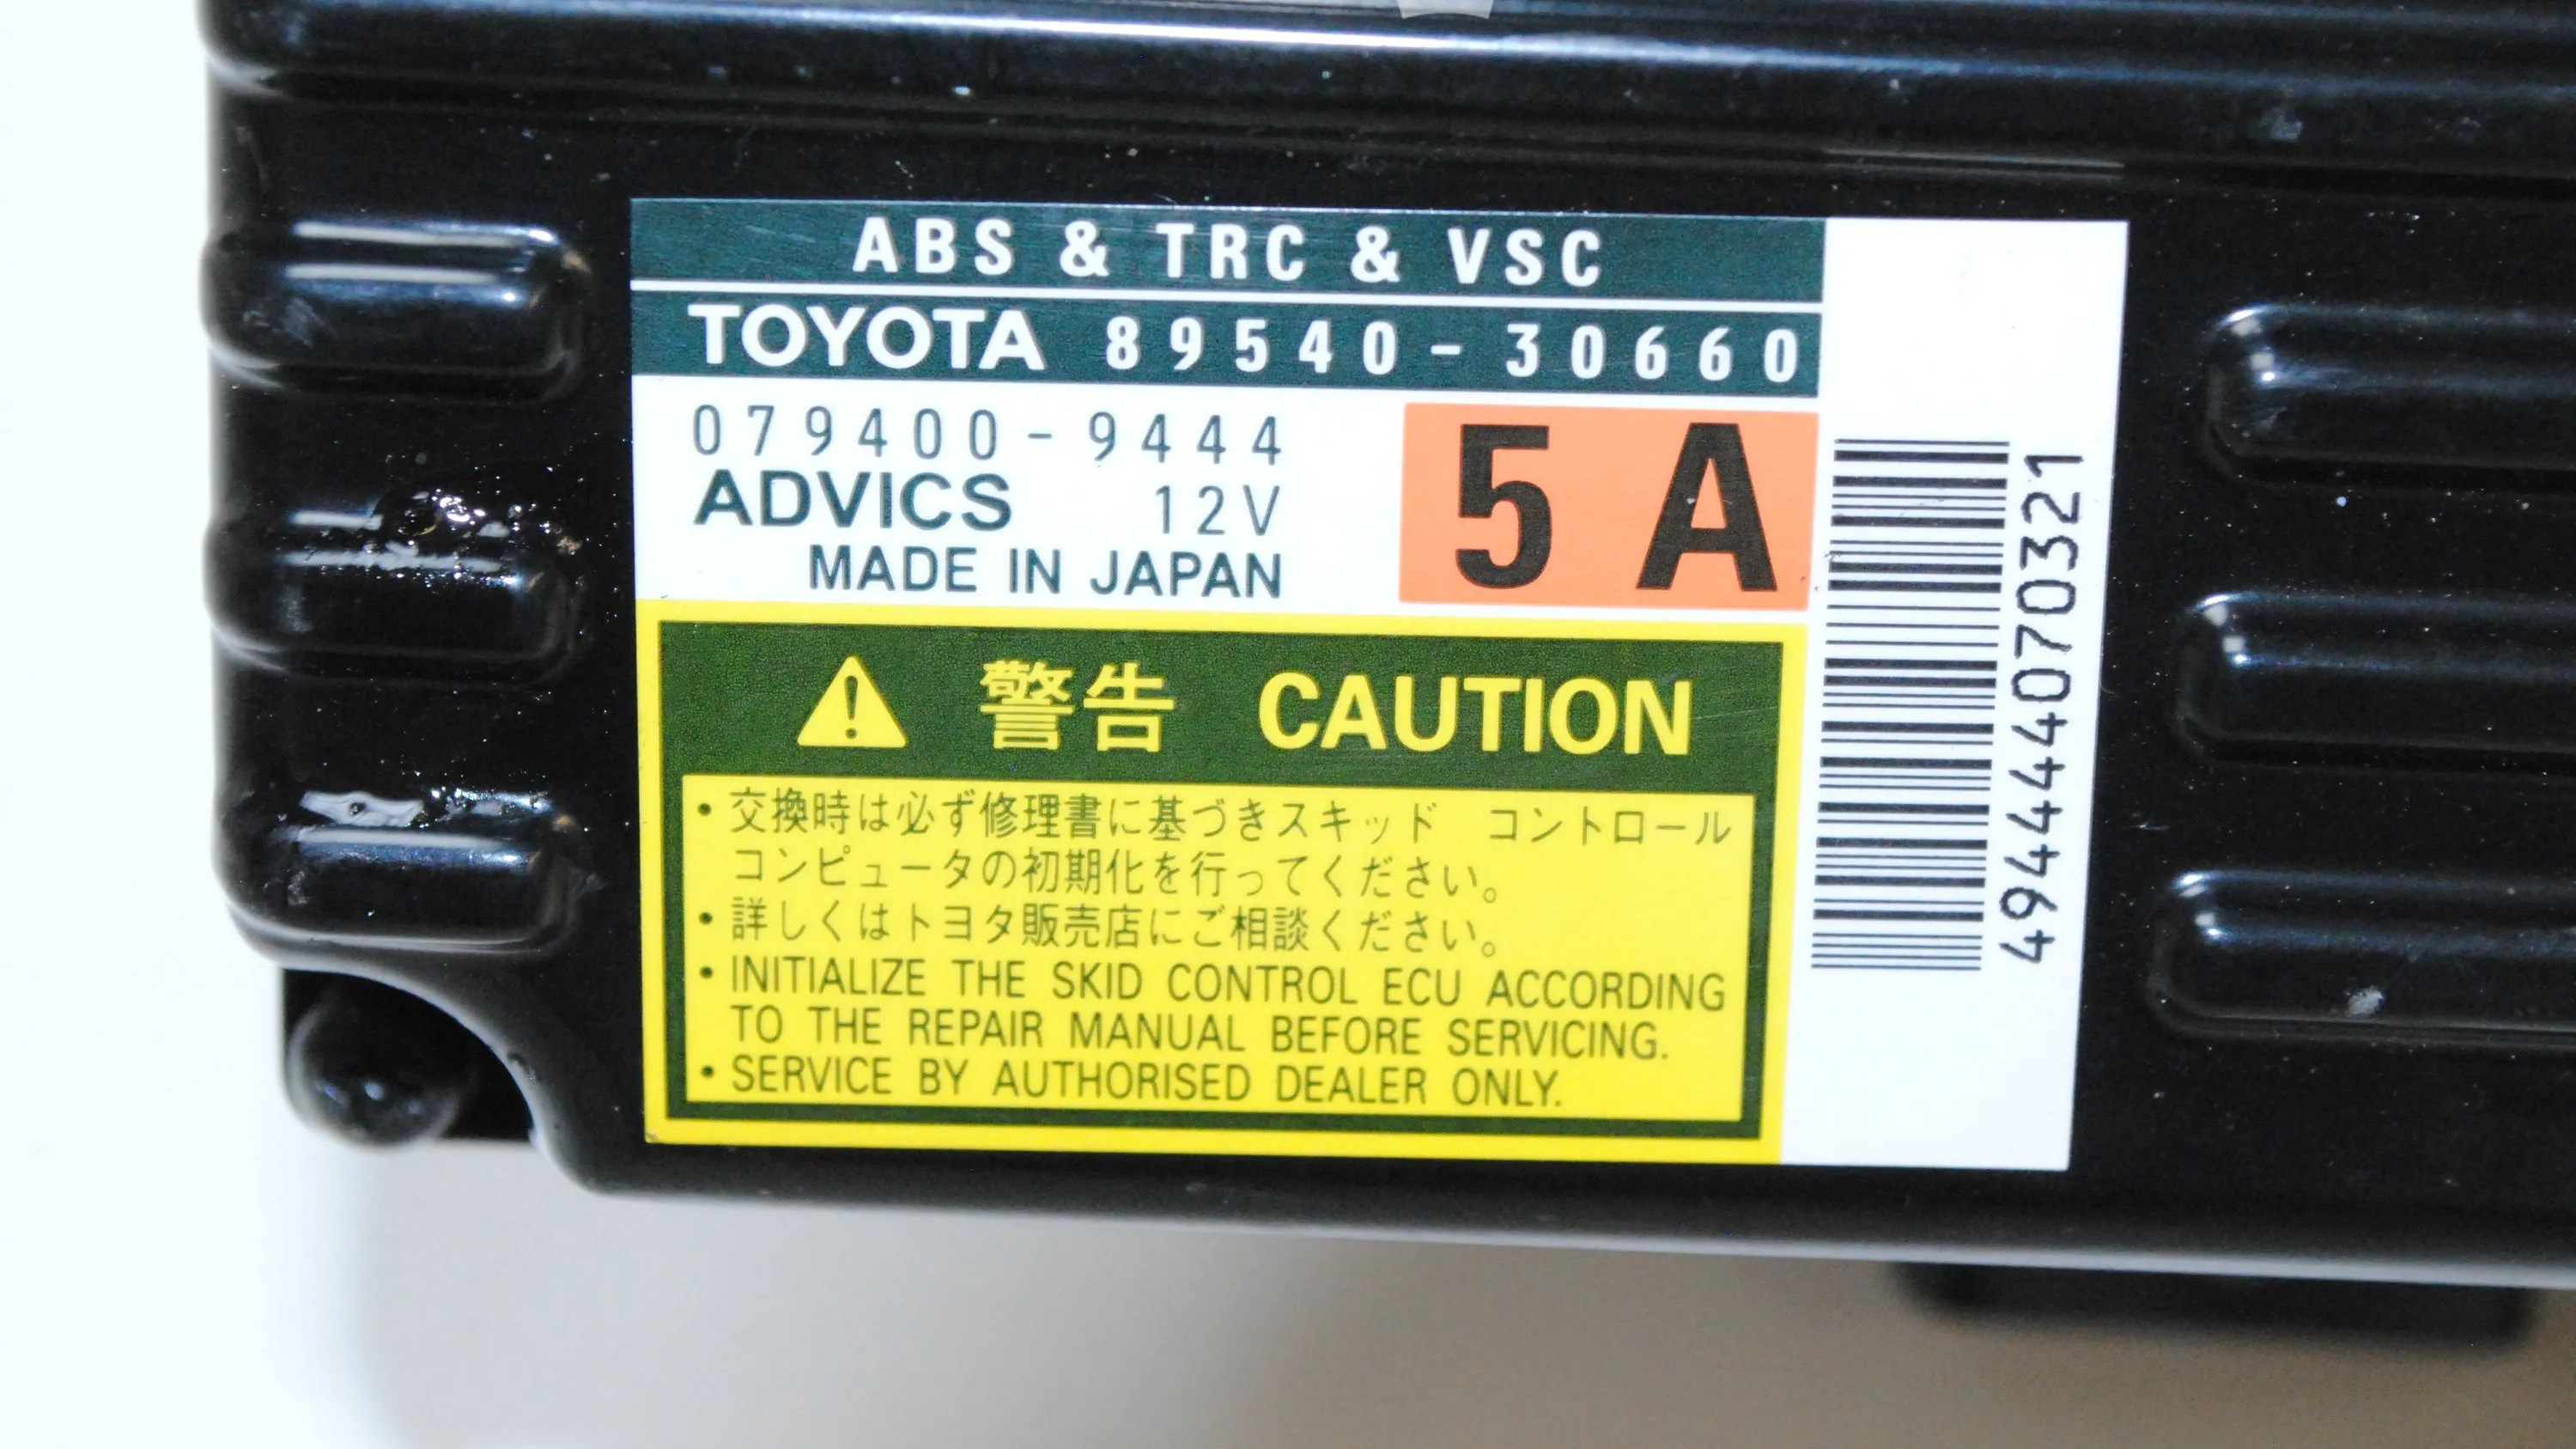 ABS & TRC & VSC
TOYOTA 89540-30660
079400-9444
ADVICS 12V
MADE IN JAPAN
5 A
警告 CAUTION
・交換時は必ず修理書に基づきスキッド コントロール
コンピュータの初期化を行ってください。
・詳しくはトヨタ販売店にご相談ください。
・INITIALIZE THE SKID CONTROL ECU ACCORDING
TO THE REPAIR MANUAL BEFORE SERVICING.
・SERVICE BY AUTHORISED DEALER ONLY.
494444070321